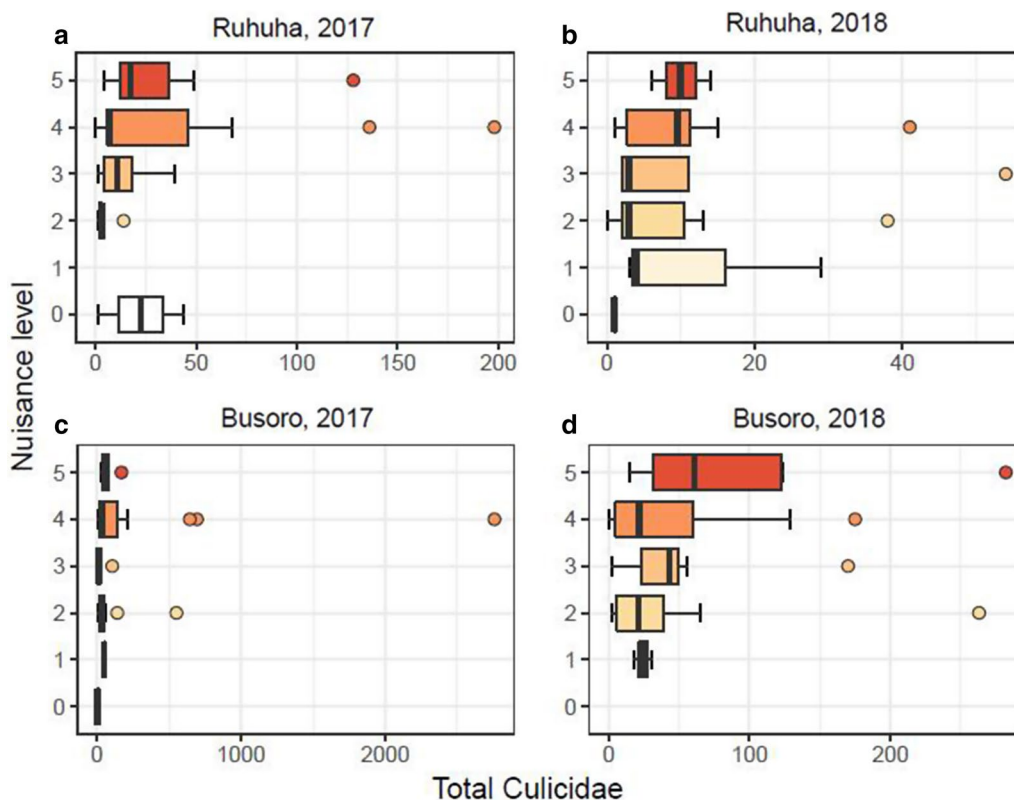 a
Ruhuha, 2017
5
4
3
2
1
0
0 50 100 150 200
b
Ruhuha, 2018
5
4
3
2
1
0
0 20 40
Nuisance level
c
Busoro, 2017
5
4
3
2
1
0
0 1000 2000
d
Busoro, 2018
5
4
3
2
1
0
0 100 200
Total Culicidae